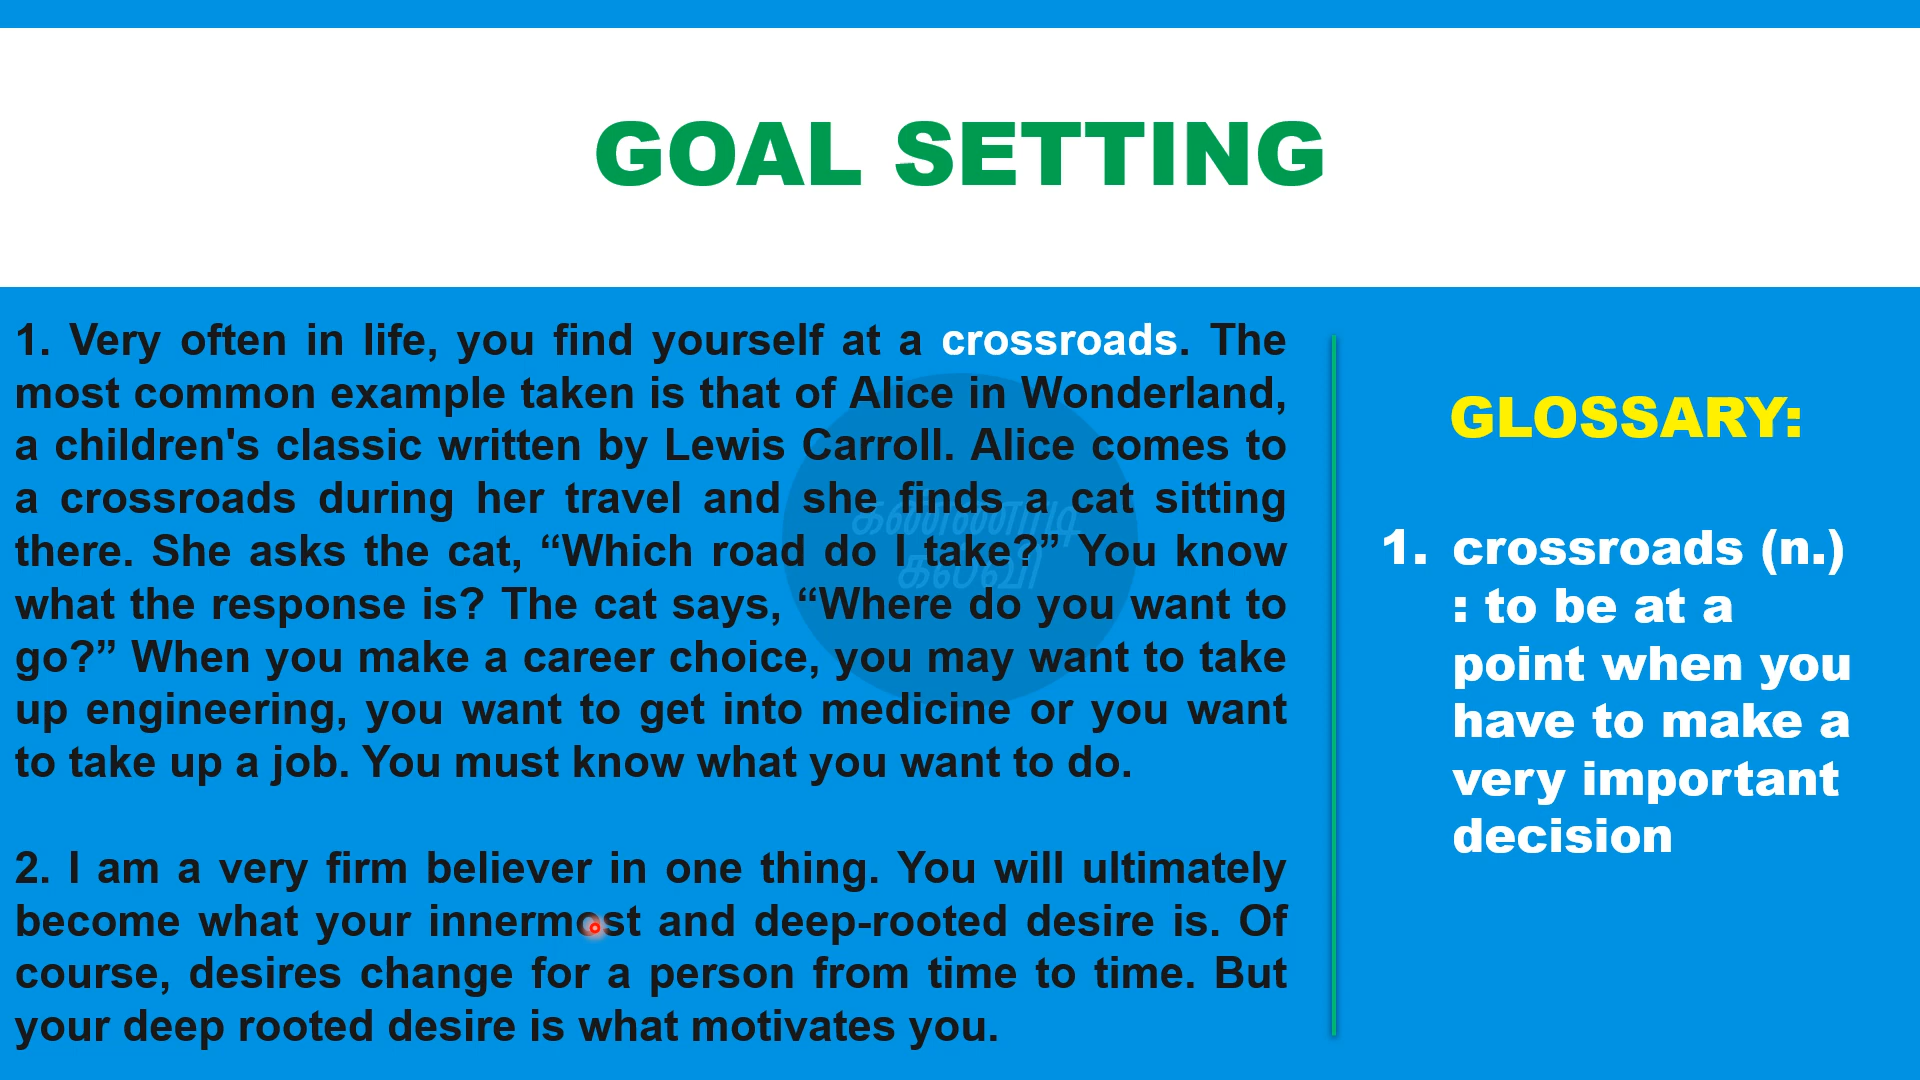 GOAL SETTING
1. Very often in life, you find yourself at a crossroads. The
most common example taken is that of Alice in Wonderland,
a children's classic written by Lewis Carroll. Alice comes to
a crossroads during her travel and she finds a cat sitting
there. She asks the cat, “Which road do I take?” You know
what the response is? The cat says, “Where do you want to
go?” When you make a career choice, you may want to take
up engineering, you want to get into medicine or you want
to take up a job. You must know what you want to do.
2. I am a very firm believer in one thing. You will ultimately
become what your innermost and deep-rooted desire is. Of
course, desires change for a person from time to time. But
your deep rooted desire is what motivates you.
கண்ணாடி
கல்வி
GLOSSARY:
1. crossroads (n.)
: to be at a
point when you
have to make a
very important
decision